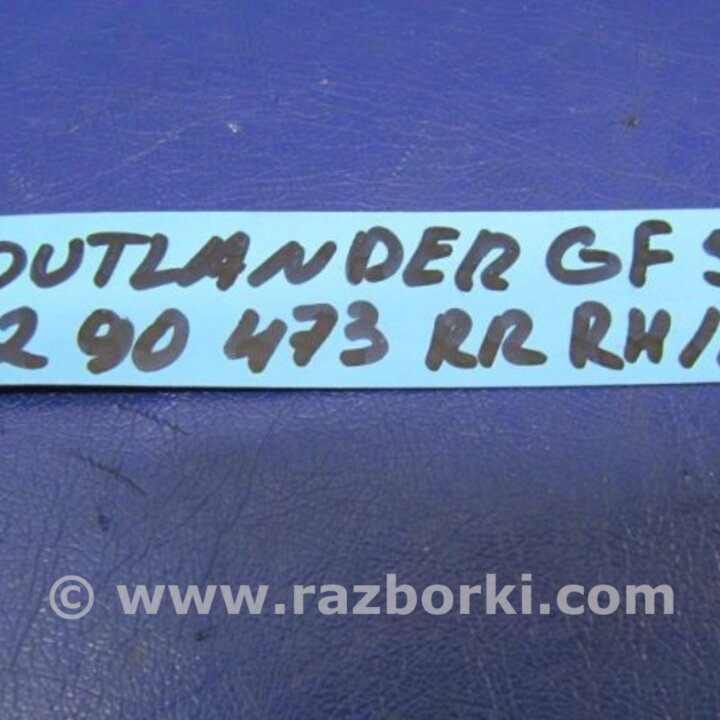 OUTLANDER GF
90 473 RR RH/
© www.razborki.com